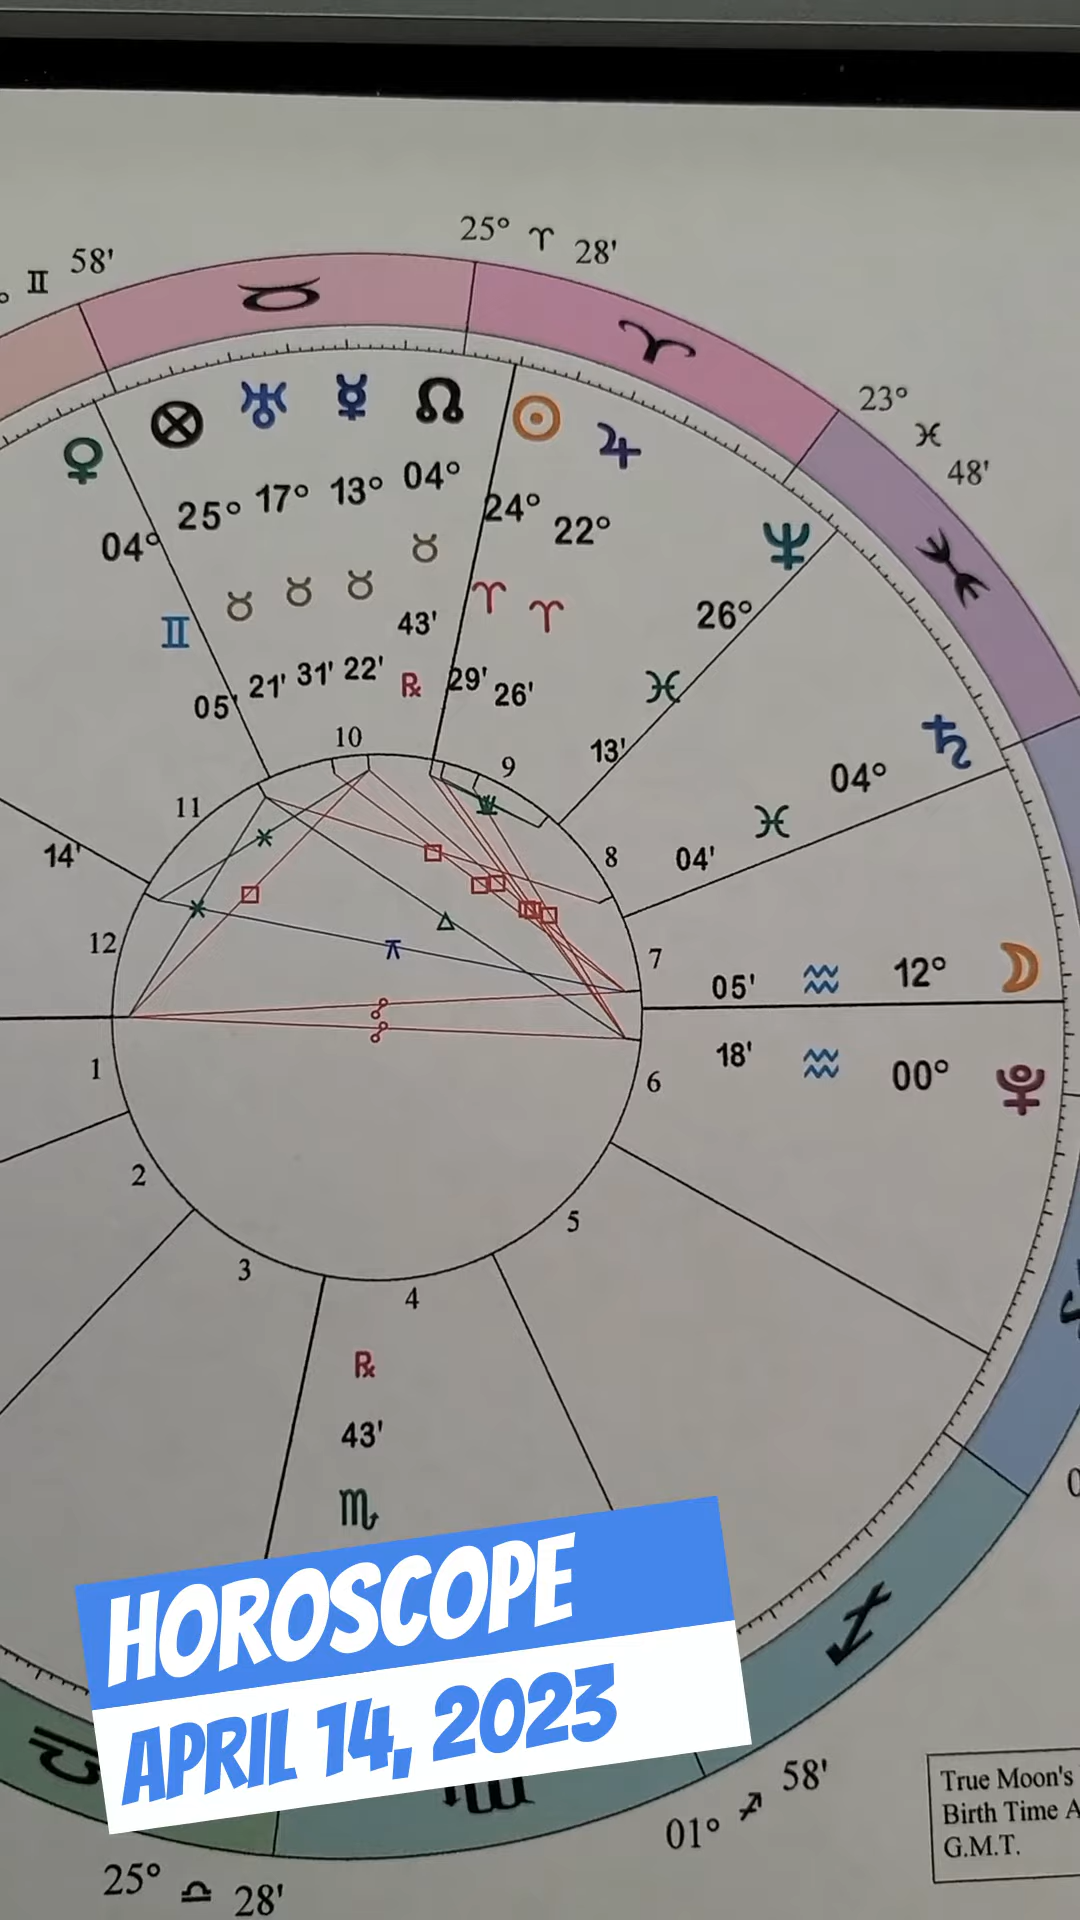 25° ♈ 28'
♊ 58'
23° ♓ 48'
♉
♈
♓
♀ ⊗ ♅ ☿ ☊ ☉ ♃ ♆
04° 25° 17° 13° 04° 24° 22° 26°
♊ ♉ ♉ ♉ ♉ ♈ ♈ ♓
05' 21' 31' 22' 43' 29' 26' 13'
℞
♄ 04° ♓ 04'
14'
10
9
11
8
12
7
05' ♒ 12° ☽
18' ♒ 00° ♇
1
6
2
5
3
4
℞
43'
♏
♐
HOROSCOPE
APRIL 14, 2023
♎
01° ♐ 58'
25° ♎ 28'
True Moon's
Birth Time A
G.M.T.